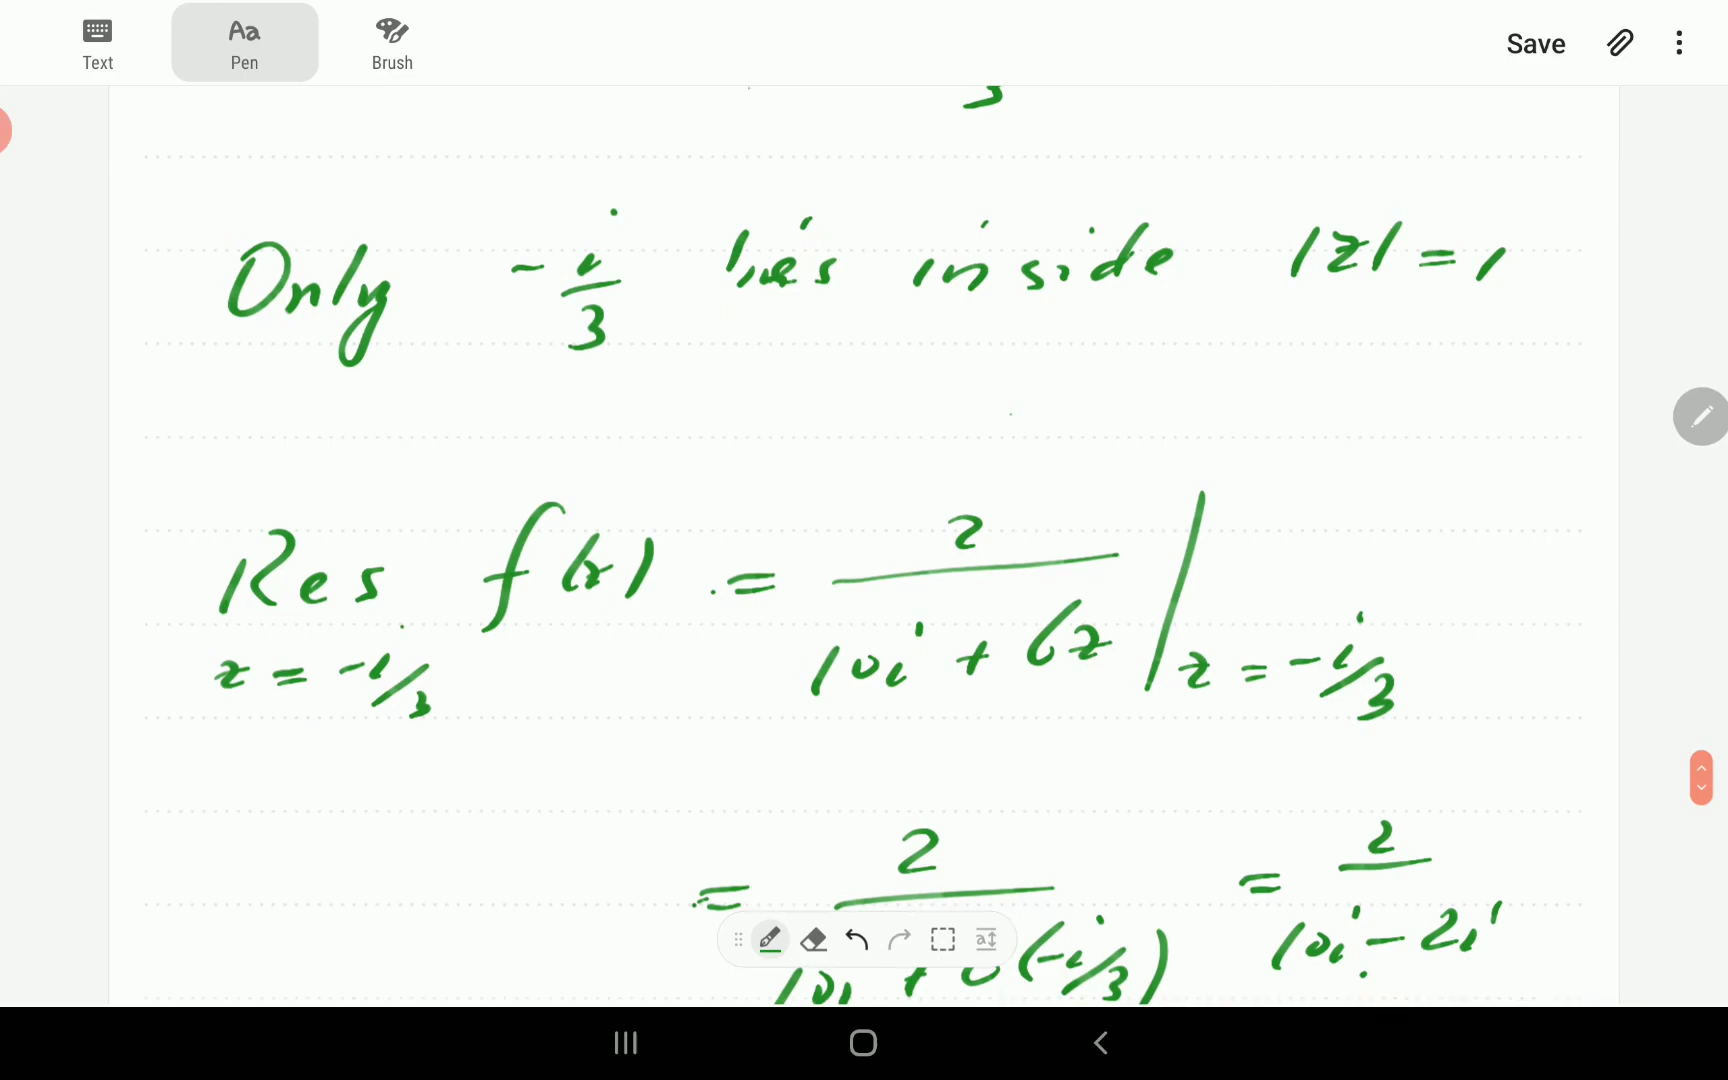 Text Pen Brush Save
3
Only -i/3 lies inside |z| = 1
Res f(z) = 2/(10i + 6z) | z = -i/3
z = -i/3
= 2/(10i + 6(-i/3)) = 2/(10i - 2i)